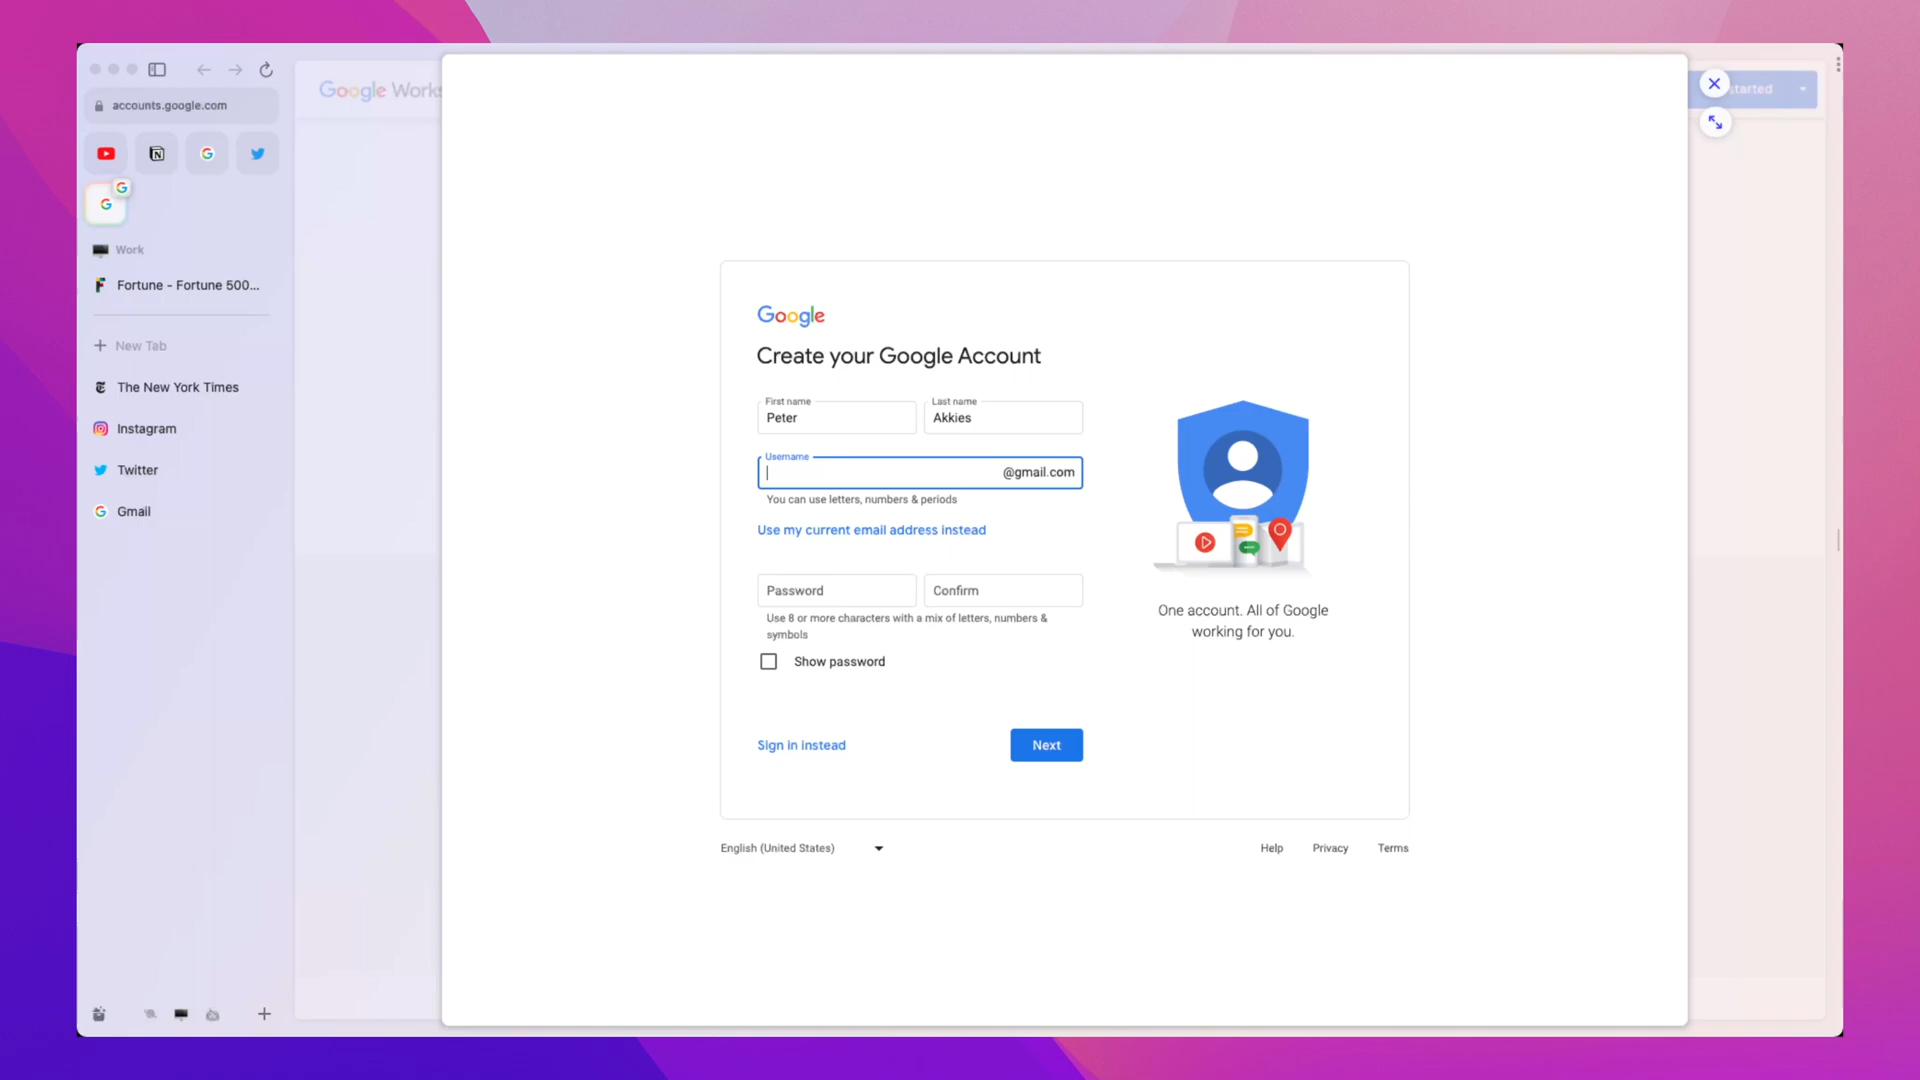 accounts.google.com
Work
Fortune - Fortune 500...
New Tab
The New York Times
Instagram
Twitter
Gmail
Google
Google
Create your Google Account
First name
Last name
Peter
Akkies
Username
@gmail.com
You can use letters, numbers & periods
Use my current email address instead
Password
Confirm
Use 8 or more characters with a mix of letters, numbers &
symbols
Show password
Sign in instead
Next
One account. All of Google
working for you.
English (United States)
Help
Privacy
Terms